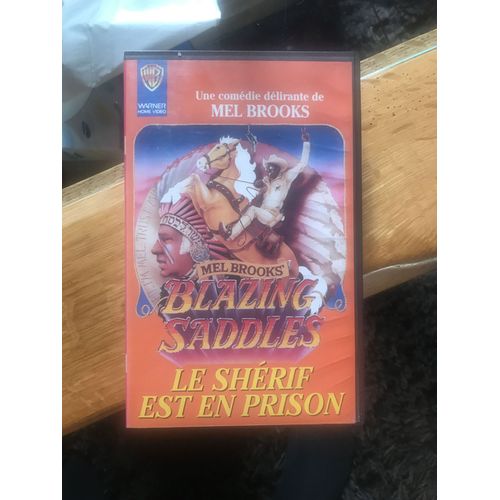 WB
WARNER
HOME VIDEO
Une comédie délirante de
MEL BROOKS
MEL BROOKS'
BLAZING
SADDLES
LE SHÉRIF
EST EN PRISON